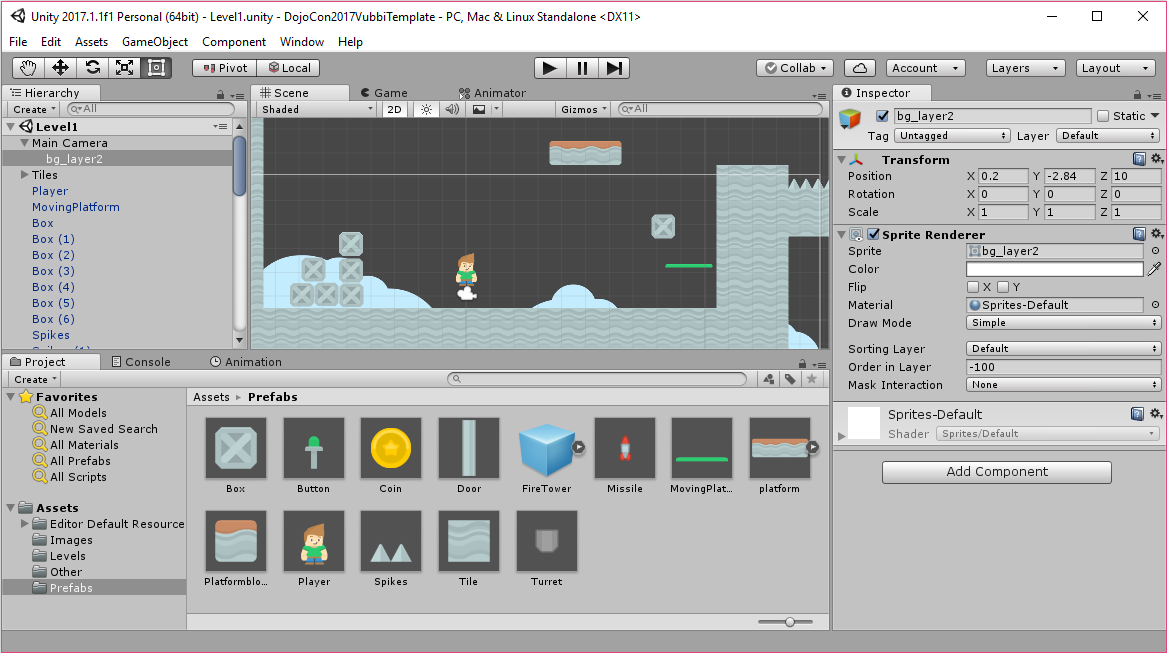 Unity 2017.1.1f1 Personal (64bit) - Level1.unity - DojoCon2017VubbiTemplate - PC, Mac & Linux Standalone <DX11>
File Edit Assets GameObject Component Window Help
Pivot Local Collab Account Layers Layout
Hierarchy
Create All
Level1
Main Camera
bg_layer2
Tiles
Player
MovingPlatform
Box
Box (1)
Box (2)
Box (3)
Box (4)
Box (5)
Box (6)
Spikes
Scene Game Animator
Shaded 2D Gizmos All
Inspector
bg_layer2 Static
Tag Untagged Layer Default
Transform
Position X 0.2 Y -2.84 Z 10
Rotation X 0 Y 0 Z 0
Scale X 1 Y 1 Z 1
Sprite Renderer
Sprite bg_layer2
Color
Flip X Y
Material Sprites-Default
Draw Mode Simple
Sorting Layer Default
Order in Layer -100
Mask Interaction None
Sprites-Default
Shader Sprites/Default
Add Component
Project Console Animation
Create
Favorites
All Models
New Saved Search
All Materials
All Prefabs
All Scripts
Assets
Editor Default Resource
Images
Levels
Other
Prefabs
Assets Prefabs
Box Button Coin Door FireTower Missile MovingPlat... platform
Platformblo... Player Spikes Tile Turret